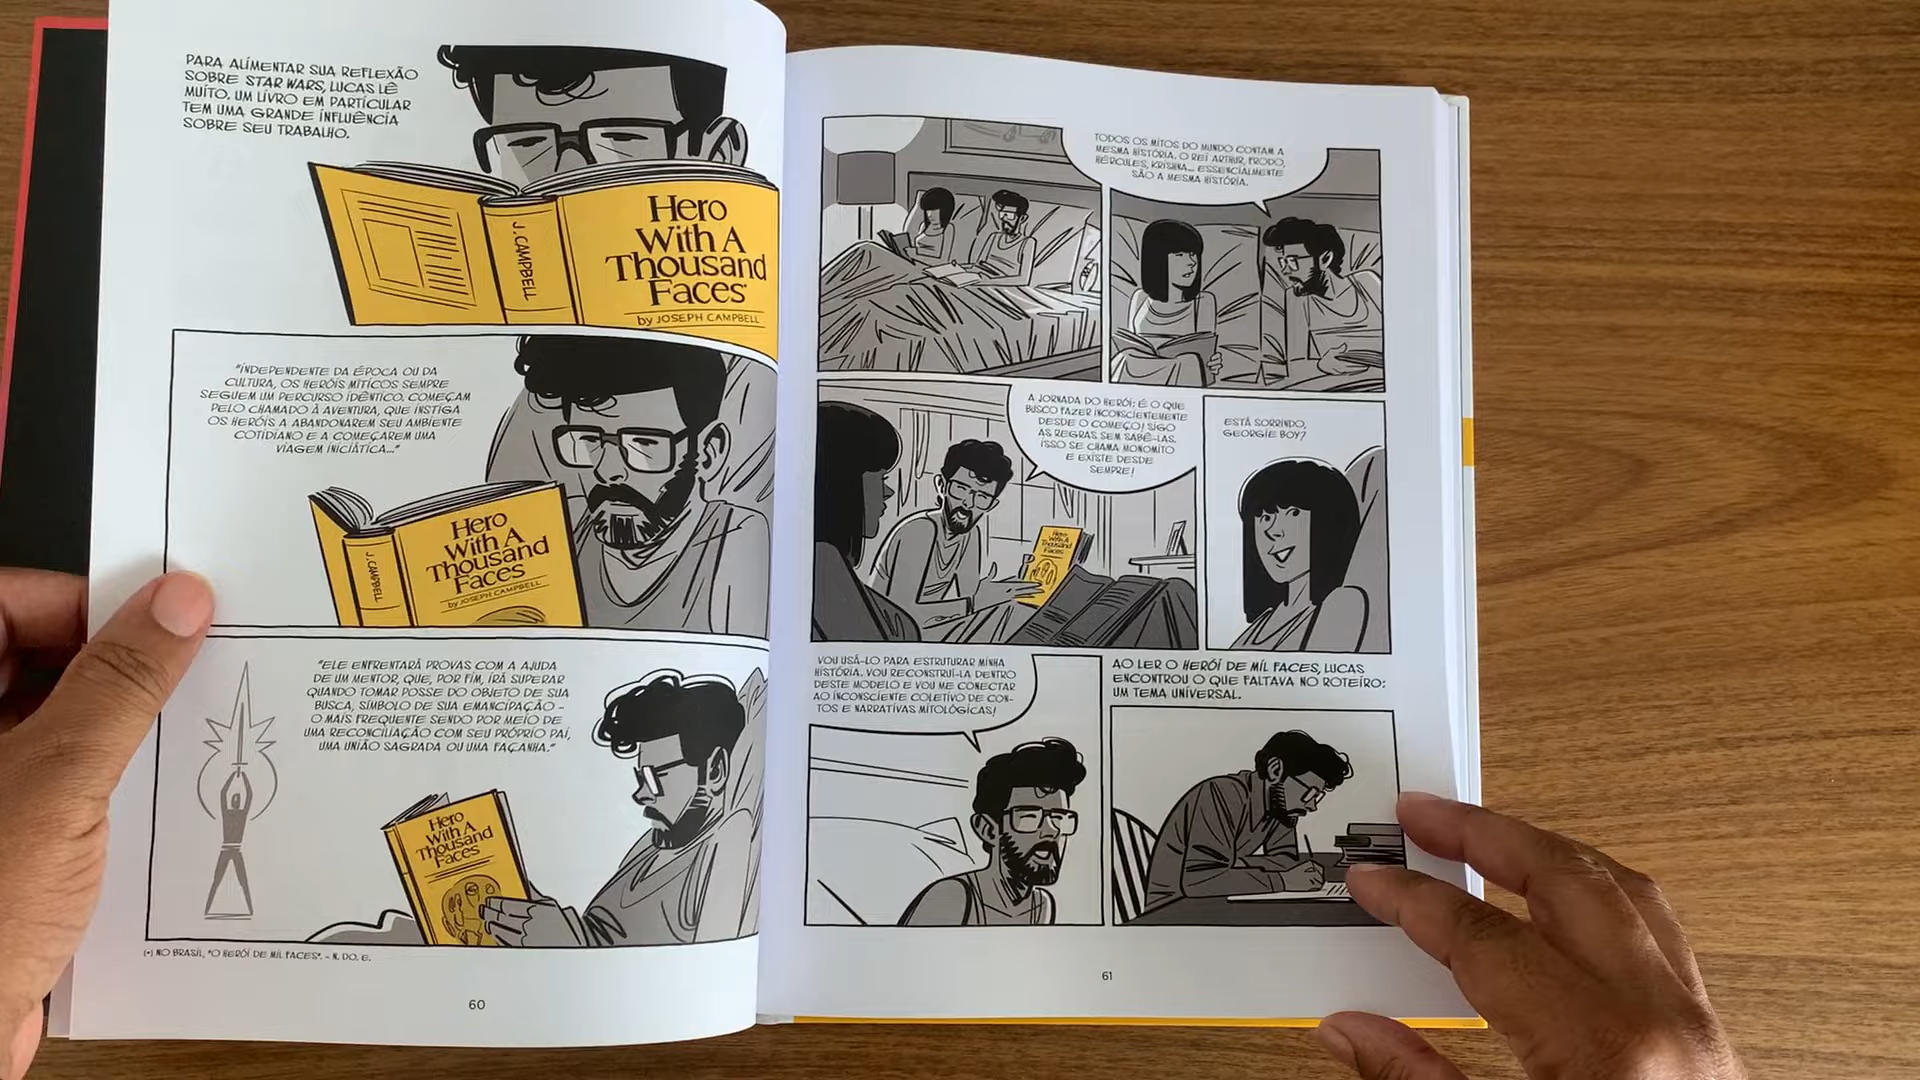 PARA ALIMENTAR SUA REFLEXÃO
SOBRE STAR WARS, LUCAS LÊ
MUITO. UM LIVRO EM PARTICULAR
TEM UMA GRANDE INFLUÊNCIA
SOBRE SEU TRABALHO.
J. CAMPBELL
Hero
With A
Thousand
Faces*
by JOSEPH CAMPBELL
"INDEPENDENTE DA ÉPOCA OU DA
CULTURA, OS HERÓIS MÍTICOS SEMPRE
SEGUEM UM PERCURSO IDÊNTICO. COMEÇAM
PELO CHAMADO À AVENTURA, QUE INSTIGA
OS HERÓIS A ABANDONAREM SEU AMBIENTE
COTIDIANO E A COMEÇAREM UMA
VIAGEM INICIÁTICA..."
J. CAMPBELL
Hero
With A
Thousand
Faces
by JOSEPH CAMPBELL
"ELE ENFRENTARÁ PROVAS COM A AJUDA
DE UM MENTOR, QUE, POR FIM, IRÁ SUPERAR
QUANDO TOMAR POSSE DO OBJETO DE SUA
BUSCA, SÍMBOLO DE SUA EMANCIPAÇÃO –
O MAIS FREQUENTE SENDO POR MEIO DE
UMA RECONCILIAÇÃO COM SEU PRÓPRIO PAI,
UMA UNIÃO SAGRADA OU UMA FAÇANHA."
Hero
With A
Thousand
Faces
(*) NO BRASIL, "O HERÓI DE MIL FACES". – N. DO. E.
60
TODOS OS MITOS DO MUNDO CONTAM A
MESMA HISTÓRIA. O REI ARTHUR, FRODO,
HÉRCULES, KRISHNA... ESSENCIALMENTE
SÃO A MESMA HISTÓRIA.
A JORNADA DO HERÓI: É O QUE
BUSCO FAZER INCONSCIENTEMENTE
DESDE O COMEÇO! SIGO
AS REGRAS SEM SABÊ-LAS.
ISSO SE CHAMA MONOMITO
E EXISTE DESDE
SEMPRE!
Hero
With A
Thousand
Faces
ESTÁ SORRINDO,
GEORGIE BOY?
VOU USÁ-LO PARA ESTRUTURAR MINHA
HISTÓRIA. VOU RECONSTRUÍ-LA DENTRO
DESTE MODELO E VOU ME CONECTAR
AO INCONSCIENTE COLETIVO DE CON-
TOS E NARRATIVAS MITOLÓGICAS!
AO LER O HERÓI DE MIL FACES, LUCAS
ENCONTROU O QUE FALTAVA NO ROTEIRO:
UM TEMA UNIVERSAL.
61